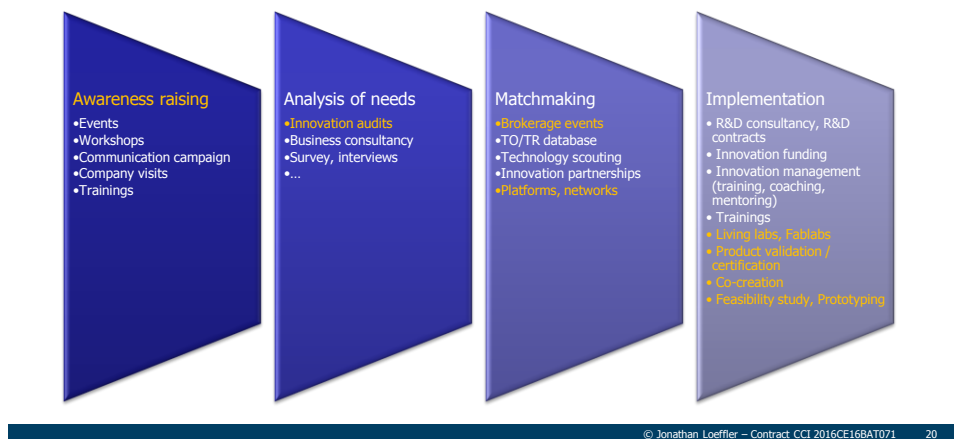 Awareness raising
•Events
•Workshops
•Communication campaign
•Company visits
•Trainings
Analysis of needs
•Innovation audits
•Business consultancy
•Survey, interviews
•…
Matchmaking
•Brokerage events
•TO/TR database
•Technology scouting
•Innovation partnerships
•Platforms, networks
Implementation
• R&D consultancy, R&D
contracts
• Innovation funding
• Innovation management
(training, coaching,
mentoring)
• Trainings
• Living labs, Fablabs
• Product validation /
certification
• Co-creation
• Feasibility study, Prototyping
© Jonathan Loeffler – Contract CCI 2016CE16BAT071 20